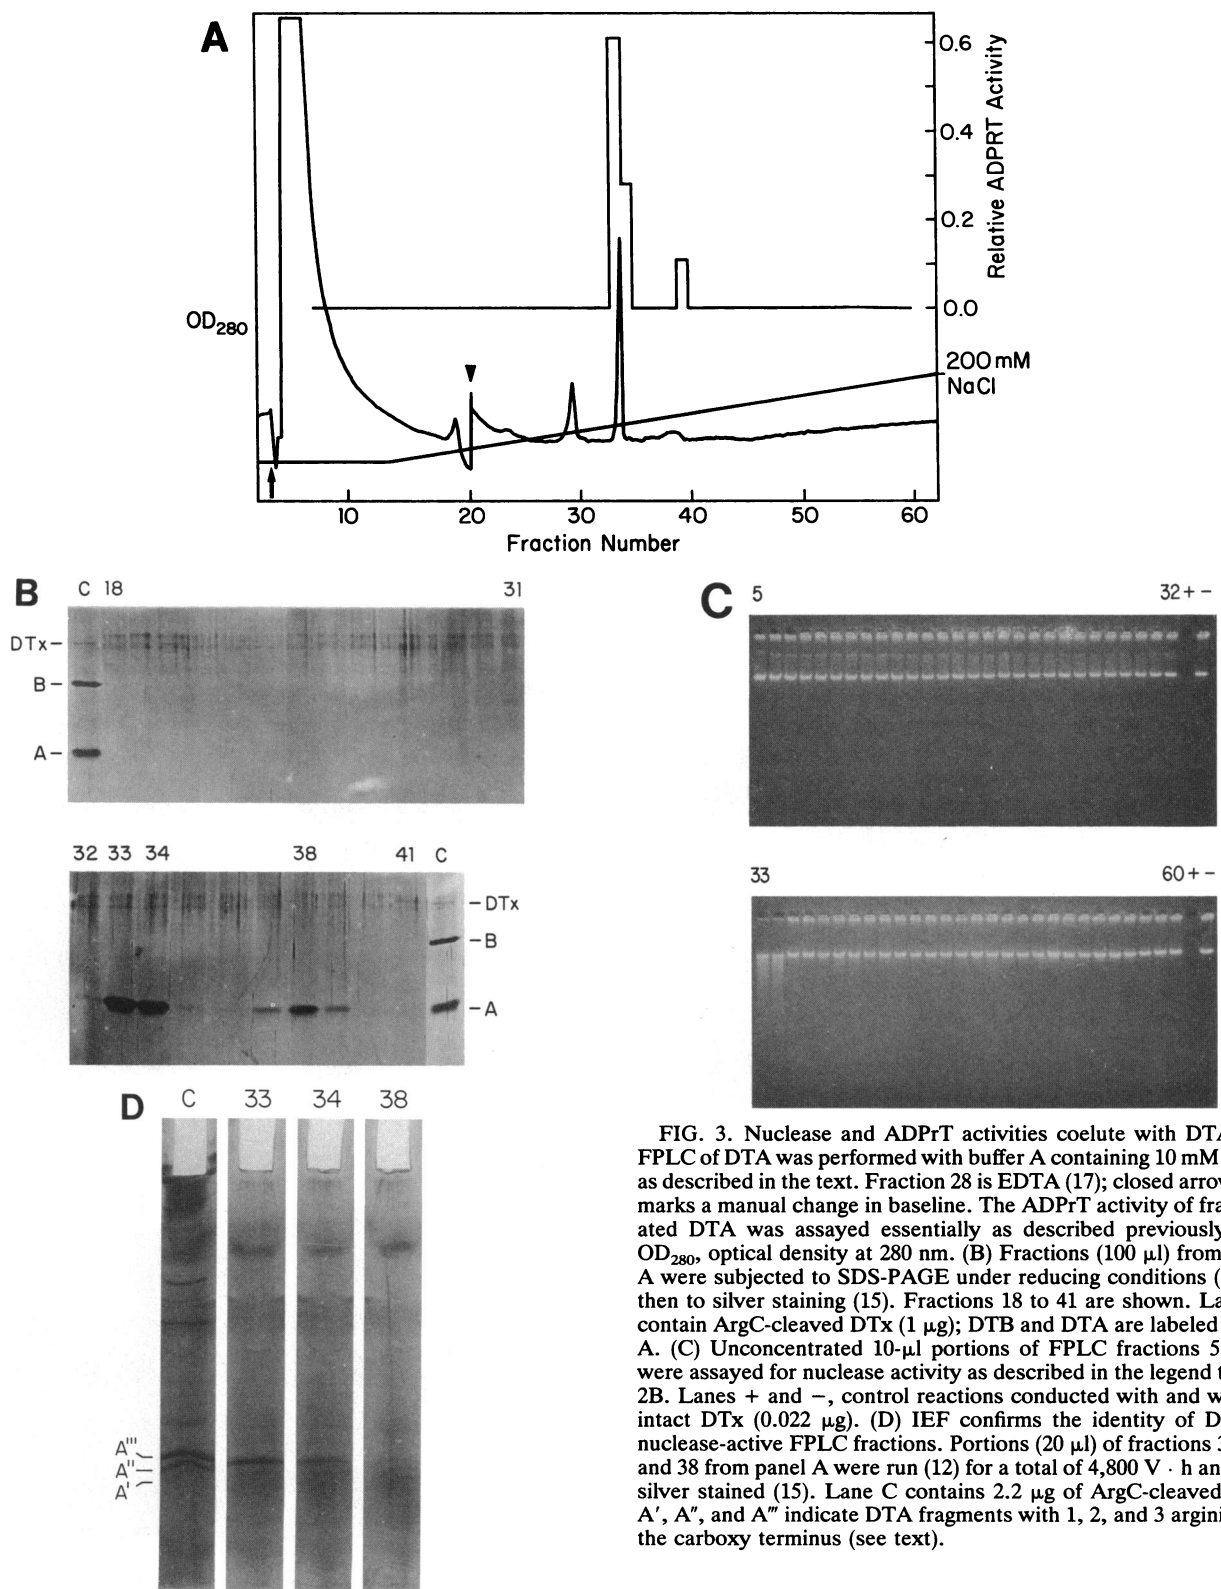 A
0.6
0.4
0.2
0.0
Relative ADPRT Activity
OD280
200 mM
NaCl
10 20 30 40 50 60
Fraction Number
B
C 18 31
DTx
B
A
32 33 34 38 41 C
DTx
B
A
C
5 32 + -
33 60 + -
D
C 33 34 38
A'''
A''
A'
FIG. 3. Nuclease and ADPrT activities coelute with DTA
FPLC of DTA was performed with buffer A containing 10 mM
as described in the text. Fraction 28 is EDTA (17); closed arrow
marks a manual change in baseline. The ADPrT activity of frac
ated DTA was assayed essentially as described previously
OD280, optical density at 280 nm. (B) Fractions (100 μl) from
A were subjected to SDS-PAGE under reducing conditions (
then to silver staining (15). Fractions 18 to 41 are shown. La
contain ArgC-cleaved DTx (1 μg); DTB and DTA are labeled
A. (C) Unconcentrated 10-μl portions of FPLC fractions 5
were assayed for nuclease activity as described in the legend t
2B. Lanes + and −, control reactions conducted with and w
intact DTx (0.022 μg). (D) IEF confirms the identity of D
nuclease-active FPLC fractions. Portions (20 μl) of fractions 3
and 38 from panel A were run (12) for a total of 4,800 V · h an
silver stained (15). Lane C contains 2.2 μg of ArgC-cleaved
A', A", and A''' indicate DTA fragments with 1, 2, and 3 argini
the carboxy terminus (see text).